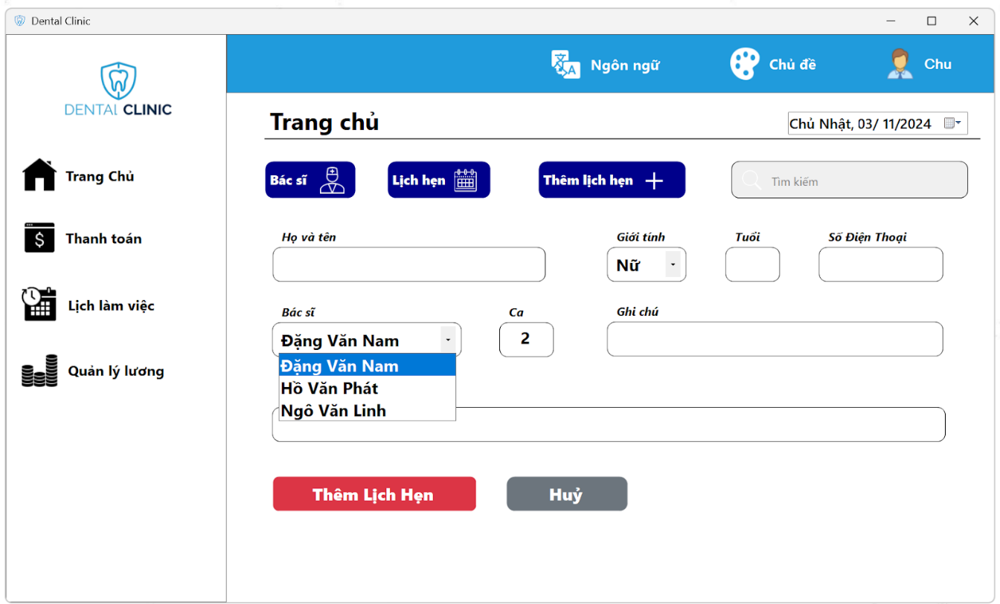 Dental Clinic
Ngôn ngữ
Chủ đề
Chu
DENTAL CLINIC
Trang chủ
Chủ Nhật, 03/ 11/2024
Trang Chủ
Thanh toán
Lịch làm việc
Quản lý lương
Bác sĩ
Lịch hẹn
Thêm lịch hẹn
Tìm kiếm
Họ và tên
Giới tính
Tuổi
Số Điện Thoại
Nữ
Bác sĩ
Ca
Ghi chú
Đặng Văn Nam
2
Đặng Văn Nam
Hồ Văn Phát
Ngô Văn Linh
Thêm Lịch Hẹn
Huỷ